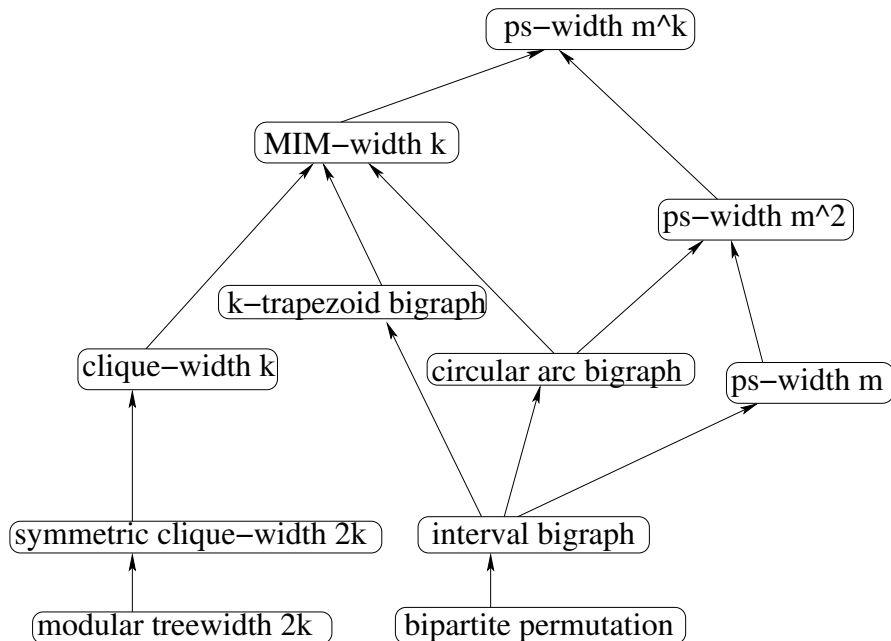 ps−width m^k
MIM−width k
ps−width m^2
k−trapezoid bigraph
clique−width k
circular arc bigraph
ps−width m
symmetric clique−width 2k
interval bigraph
modular treewidth 2k
bipartite permutation